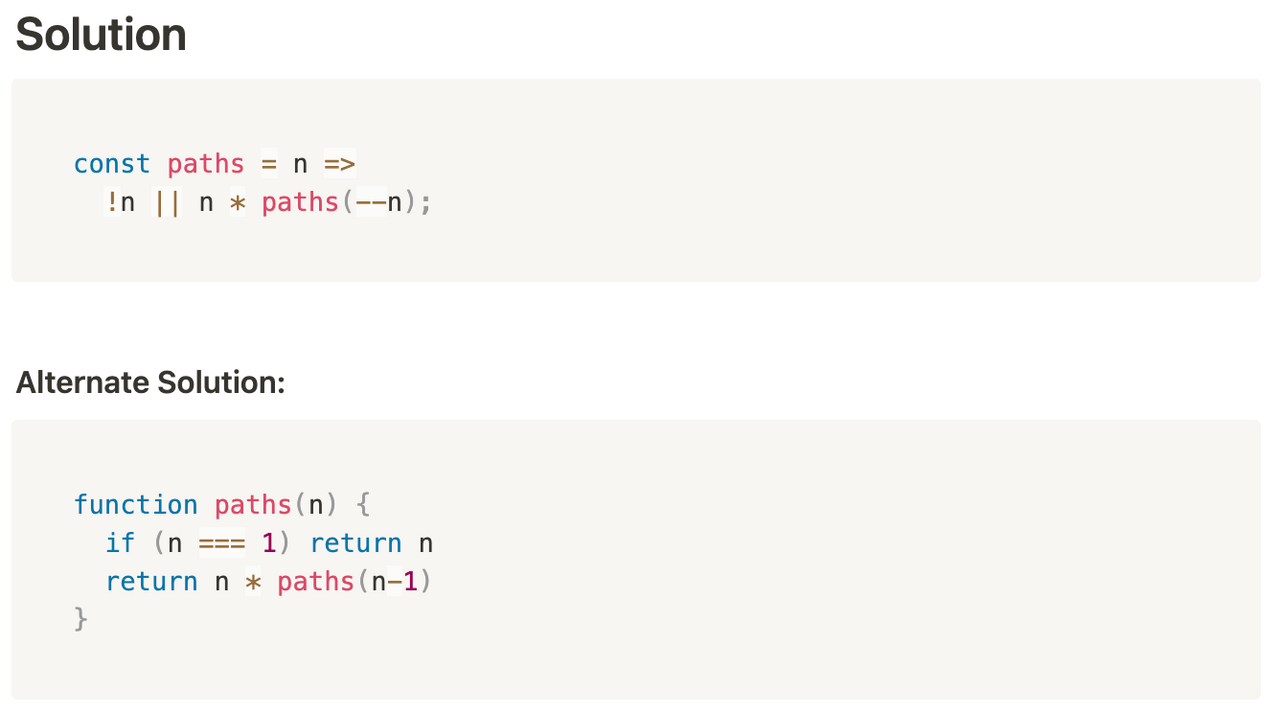 Solution
const paths = n =>
  !n || n * paths(--n);
Alternate Solution:
function paths(n) {
  if (n === 1) return n
  return n * paths(n-1)
}